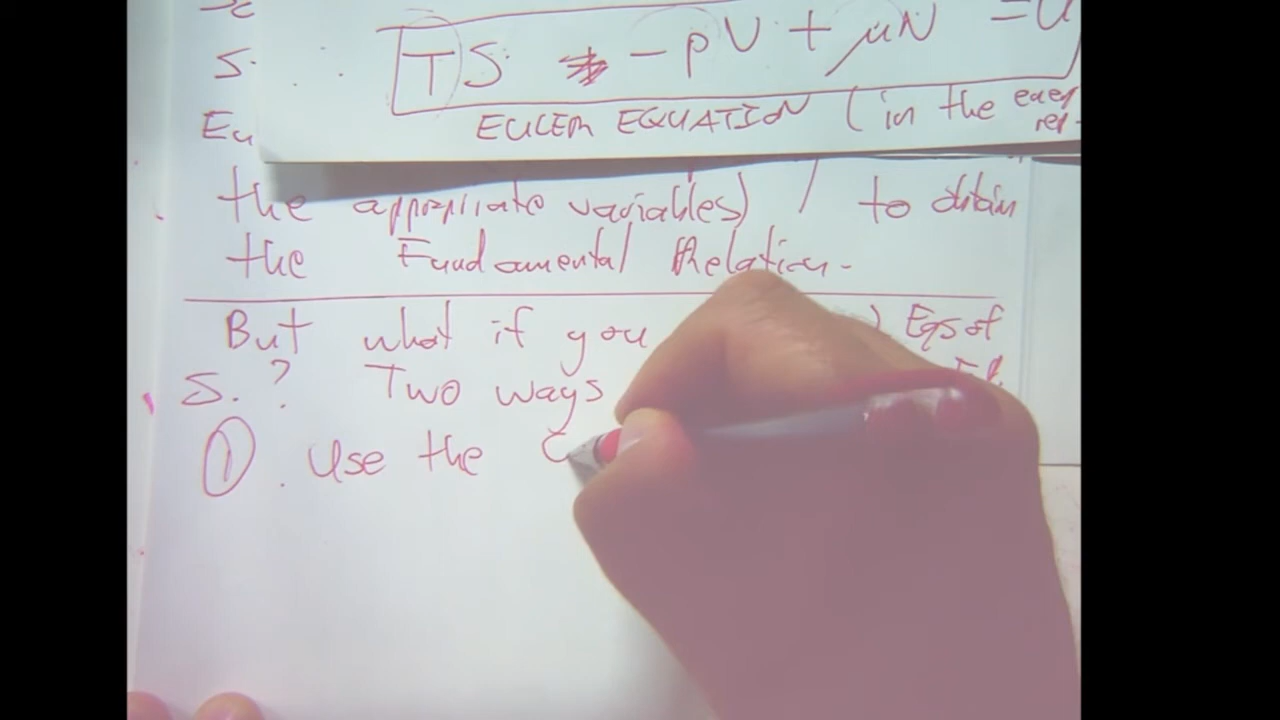 TS - pV + μN = U
EULER EQUATION (in the
S.
Eu
the appropriate variables) to obtain
the Fundamental Relation.
But what if you ) Eqs of
S. ? Two ways
① . Use the